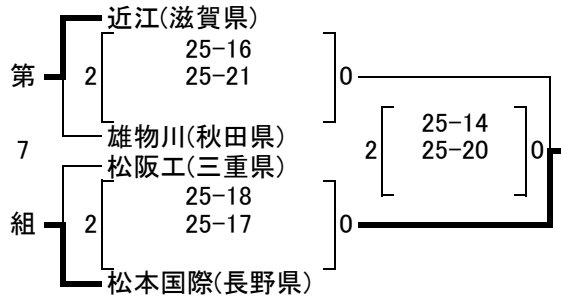 近江(滋賀県)
第 2 25-16 0
25-21
雄物川(秋田県)
7
松阪工(三重県)
組 2 25-18 0
25-17
松本国際(長野県)
2 25-14 0
25-20